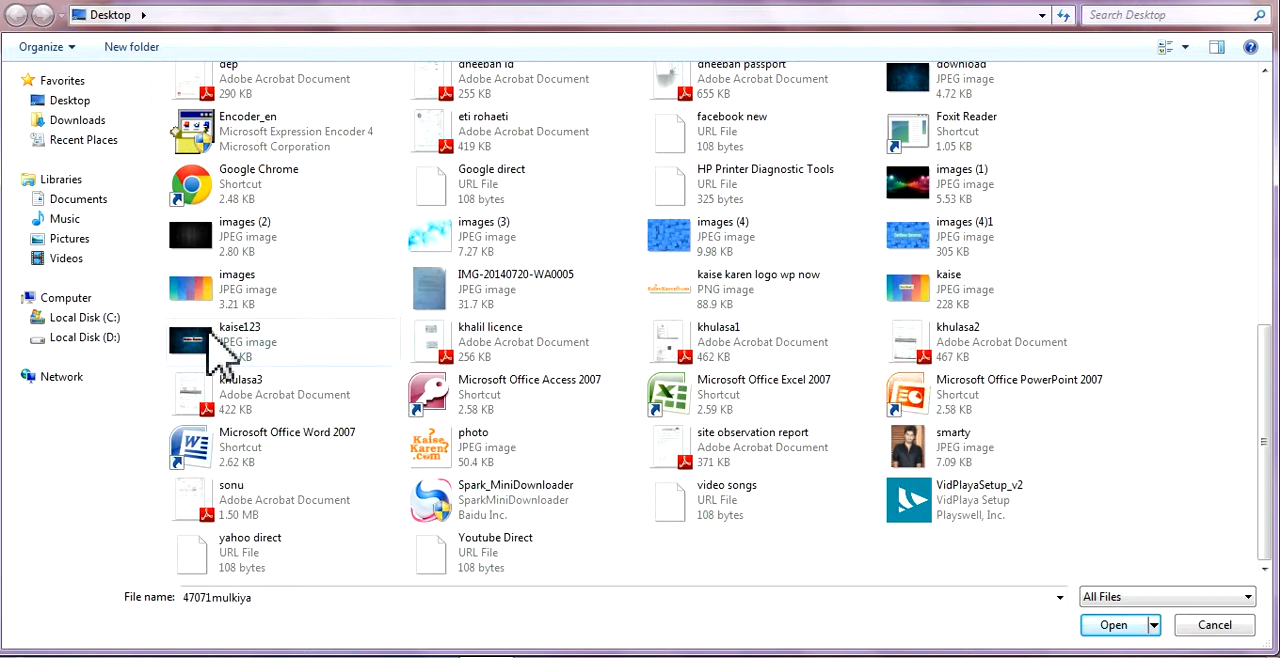 Desktop
Search Desktop
Organize
New folder
Favorites
Desktop
Downloads
Recent Places
Libraries
Documents
Music
Pictures
Videos
Computer
Local Disk (C:)
Local Disk (D:)
Network
dep
Adobe Acrobat Document
290 KB
dheeban id
Adobe Acrobat Document
255 KB
dheeban passport
Adobe Acrobat Document
655 KB
download
JPEG image
4.72 KB
Encoder_en
Microsoft Expression Encoder 4
Microsoft Corporation
eti rohaeti
Adobe Acrobat Document
419 KB
facebook new
URL File
108 bytes
Foxit Reader
Shortcut
1.05 KB
Google Chrome
Shortcut
2.48 KB
Google direct
URL File
108 bytes
HP Printer Diagnostic Tools
URL File
325 bytes
images (1)
JPEG image
5.53 KB
images (2)
JPEG image
2.80 KB
images (3)
JPEG image
7.27 KB
images (4)
JPEG image
9.98 KB
images (4)1
JPEG image
305 KB
images
JPEG image
3.21 KB
IMG-20140720-WA0005
JPEG image
31.7 KB
kaise karen logo wp now
PNG image
88.9 KB
kaise
JPEG image
228 KB
kaise123
JPEG image
KB
khalil licence
Adobe Acrobat Document
256 KB
khulasa1
Adobe Acrobat Document
462 KB
khulasa2
Adobe Acrobat Document
467 KB
khulasa3
Adobe Acrobat Document
422 KB
Microsoft Office Access 2007
Shortcut
2.58 KB
Microsoft Office Excel 2007
Shortcut
2.59 KB
Microsoft Office PowerPoint 2007
Shortcut
2.58 KB
Microsoft Office Word 2007
Shortcut
2.62 KB
Kaise
Karen?
.com
photo
JPEG image
50.4 KB
site observation report
Adobe Acrobat Document
371 KB
smarty
JPEG image
7.09 KB
sonu
Adobe Acrobat Document
1.50 MB
Spark_MiniDownloader
SparkMiniDownloader
Baidu Inc.
video songs
URL File
108 bytes
VidPlayaSetup_v2
VidPlaya Setup
Playswell, Inc.
yahoo direct
URL File
108 bytes
Youtube Direct
URL File
108 bytes
File name: 47071mulkiya
All Files
Open
Cancel